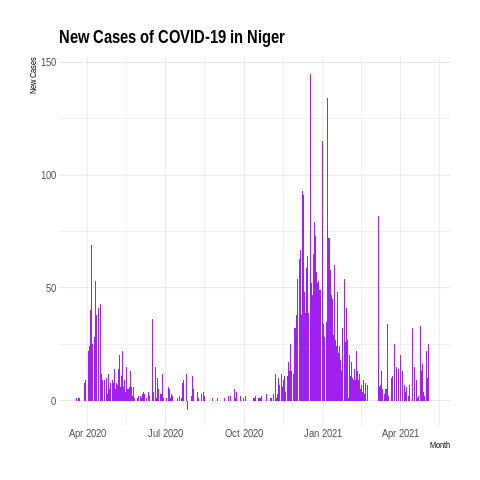 New Cases of COVID-19 in Niger
New Cases
150
100
50
0
Apr 2020 Jul 2020 Oct 2020 Jan 2021 Apr 2021
Month